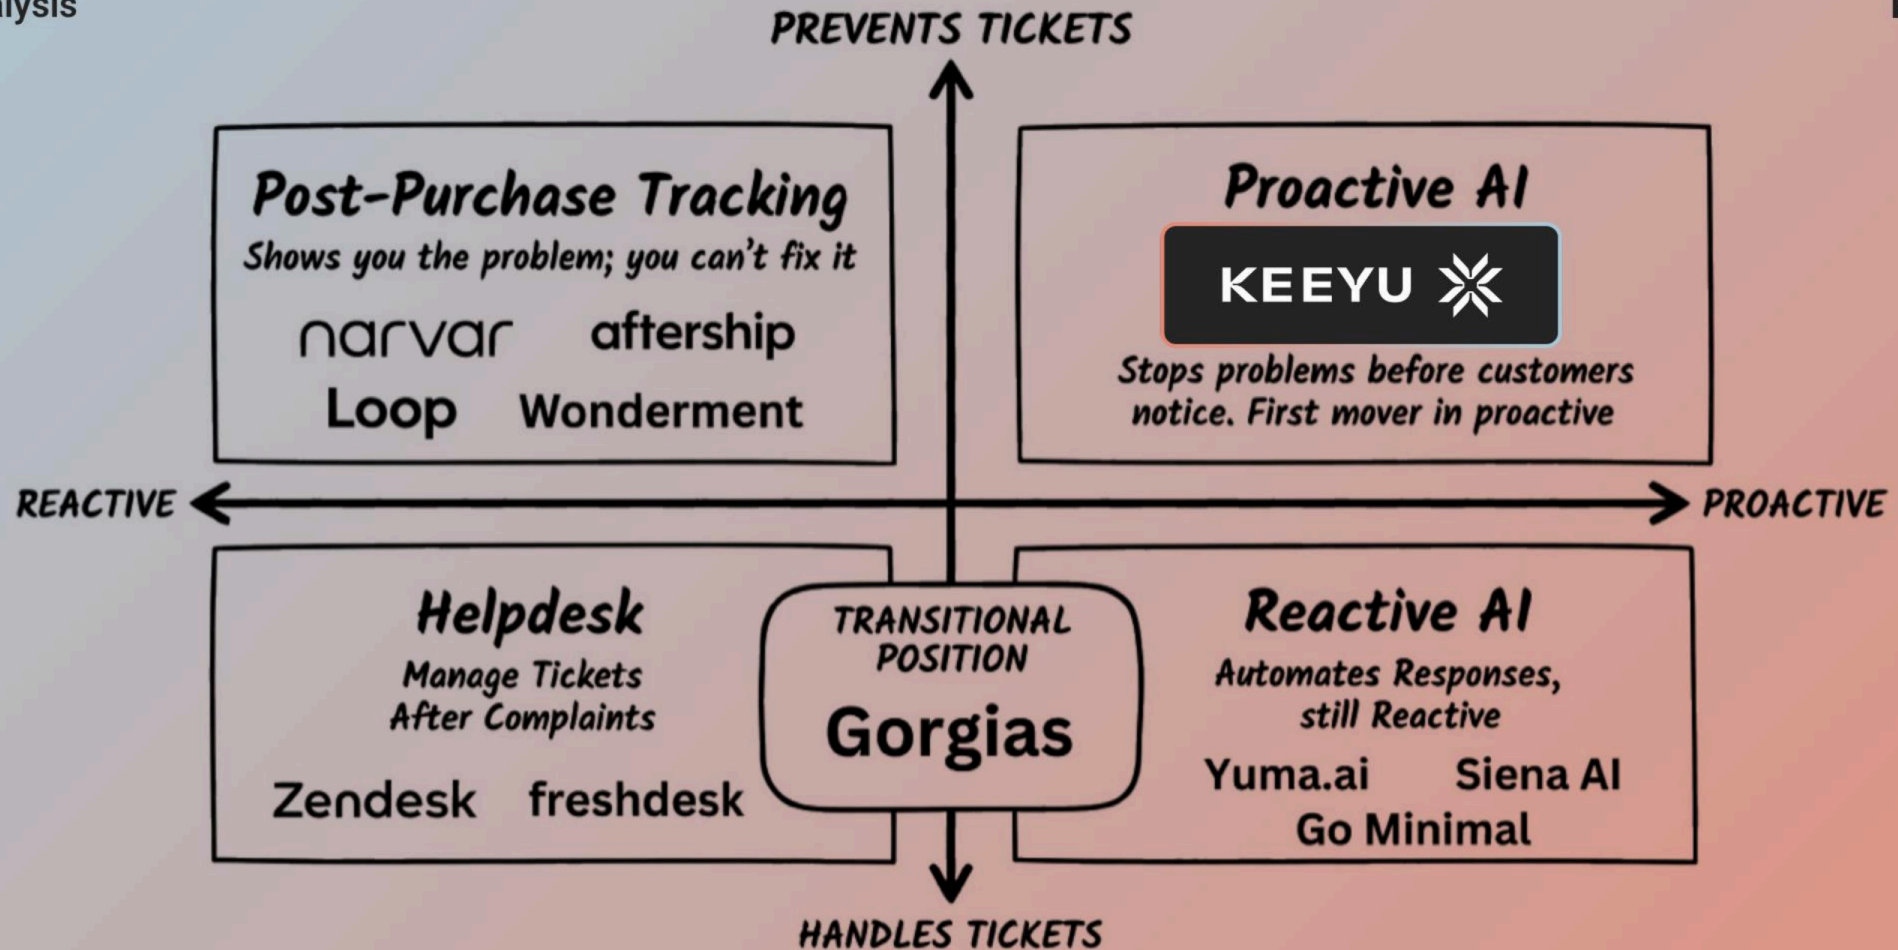 PREVENTS TICKETS
Post-Purchase Tracking
Shows you the problem; you can't fix it
narvar aftership
Loop Wonderment
Proactive AI
KEEYU
Stops problems before customers
notice. First mover in proactive
REACTIVE
PROACTIVE
Helpdesk
Manage Tickets
After Complaints
Zendesk freshdesk
TRANSITIONAL
POSITION
Gorgias
Reactive AI
Automates Responses,
still Reactive
Yuma.ai Siena AI
Go Minimal
HANDLES TICKETS